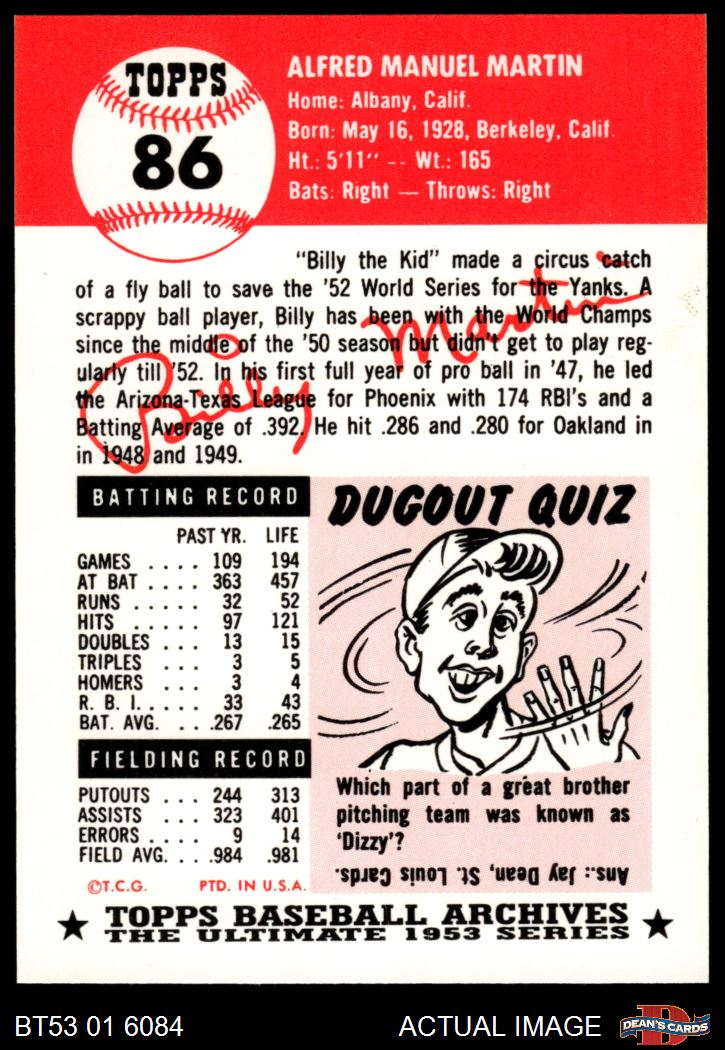 TOPPS
86
ALFRED MANUEL MARTIN
Home: Albany, Calif.
Born: May 16, 1928, Berkeley, Calif.
Ht.: 5'11" -- Wt.: 165
Bats: Right — Throws: Right
"Billy the Kid" made a circus catch
of a fly ball to save the '52 World Series for the Yanks. A
scrappy ball player, Billy has been with the World Champs
since the middle of the '50 season but didn't get to play reg-
ularly till '52. In his first full year of pro ball in '47, he led
the Arizona-Texas League for Phoenix with 174 RBI's and a
Batting Average of .392. He hit .286 and .280 for Oakland in
in 1948 and 1949.
Billy Martin
BATTING RECORD
PAST YR. LIFE
GAMES .... 109 194
AT BAT .... 363 457
RUNS ..... 32 52
HITS ..... 97 121
DOUBLES ... 13 15
TRIPLES ... 3 5
HOMERS ... 3 4
R. B. I. .... 33 43
BAT. AVG. ... .267 .265
FIELDING RECORD
PUTOUTS ... 244 313
ASSISTS .... 323 401
ERRORS .... 9 14
FIELD AVG. ... .984 .981
©T.C.G. PTD. IN U.S.A.
DUGOUT QUIZ
Which part of a great brother
pitching team was known as
'Dizzy'?
Ans.: Jay Dean, St. Louis Cards.
★ TOPPS BASEBALL ARCHIVES ★
THE ULTIMATE 1953 SERIES
BT53 01 6084 ACTUAL IMAGE
D
DEAN'S CARDS